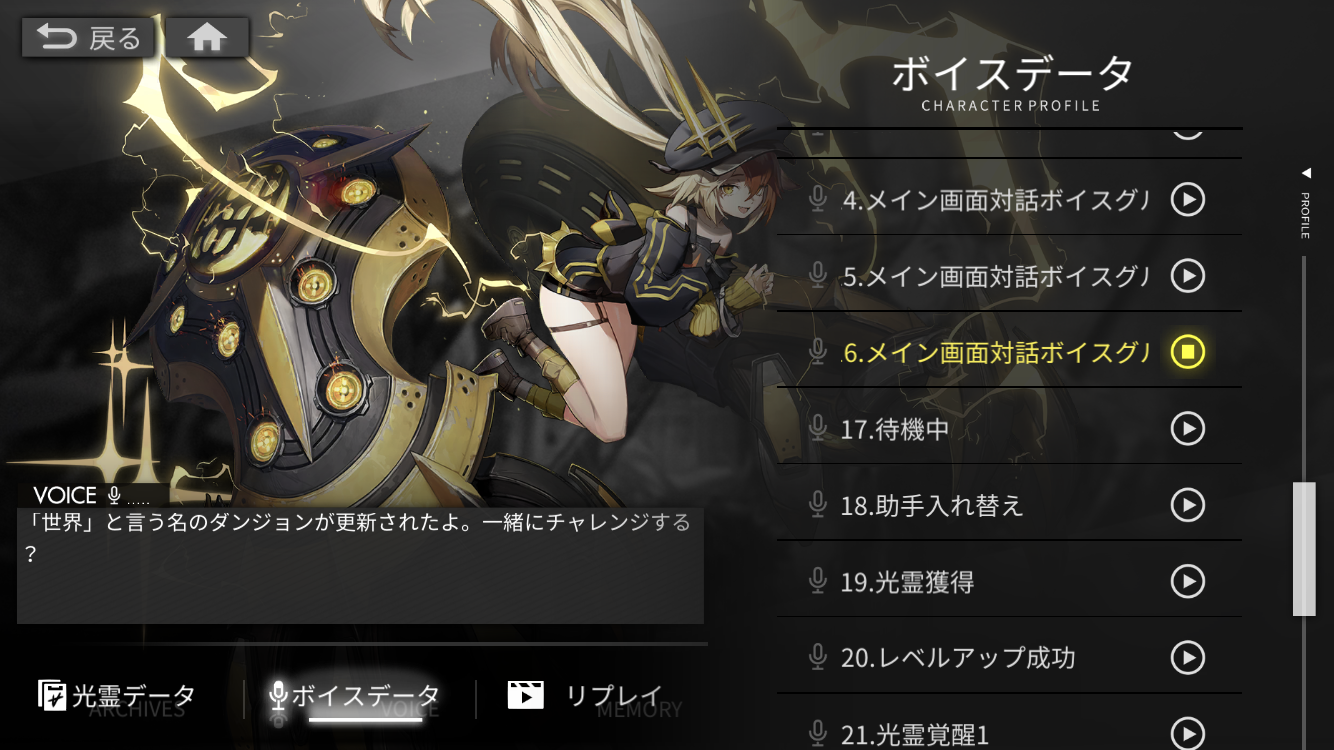 戻る
ボイスデータ
CHARACTER PROFILE
4.メイン画面対話ボイスグル
5.メイン画面対話ボイスグル
6.メイン画面対話ボイスグル
17.待機中
18.助手入れ替え
19.光霊獲得
20.レベルアップ成功
21.光霊覚醒1
PROFILE
VOICE .....
「世界」と言う名のダンジョンが更新されたよ。一緒にチャレンジする
?
光霊データ
ARCHIVES
ボイスデータ
VOICE
リプレイ
MEMORY